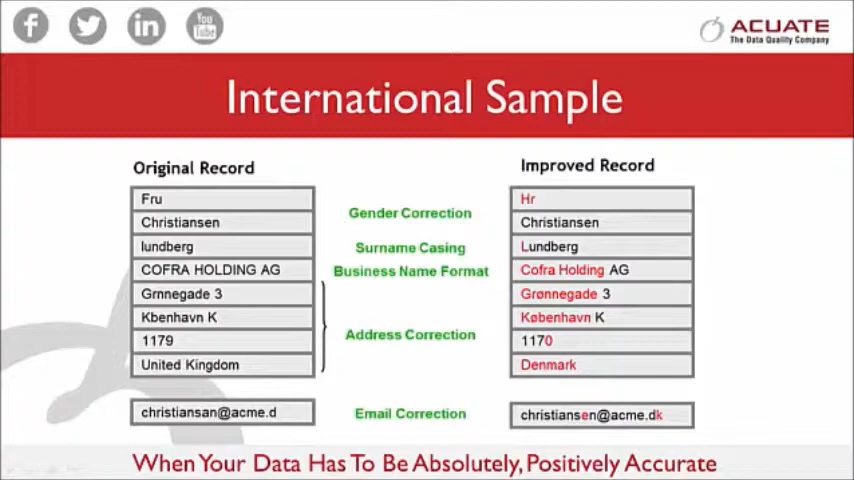 You
Tube
ACUATE
The Data Quality Company
International Sample
Original Record
Improved Record
Fru
Christiansen
lundberg
COFRA HOLDING AG
Grnnegade 3
Kbenhavn K
1179
United Kingdom
christiansan@acme.d
Gender Correction
Surname Casing
Business Name Format
Address Correction
Email Correction
Hr
Christiansen
Lundberg
Cofra Holding AG
Grønnegade 3
København K
1170
Denmark
christiansen@acme.dk
When Your Data Has To Be Absolutely, Positively Accurate